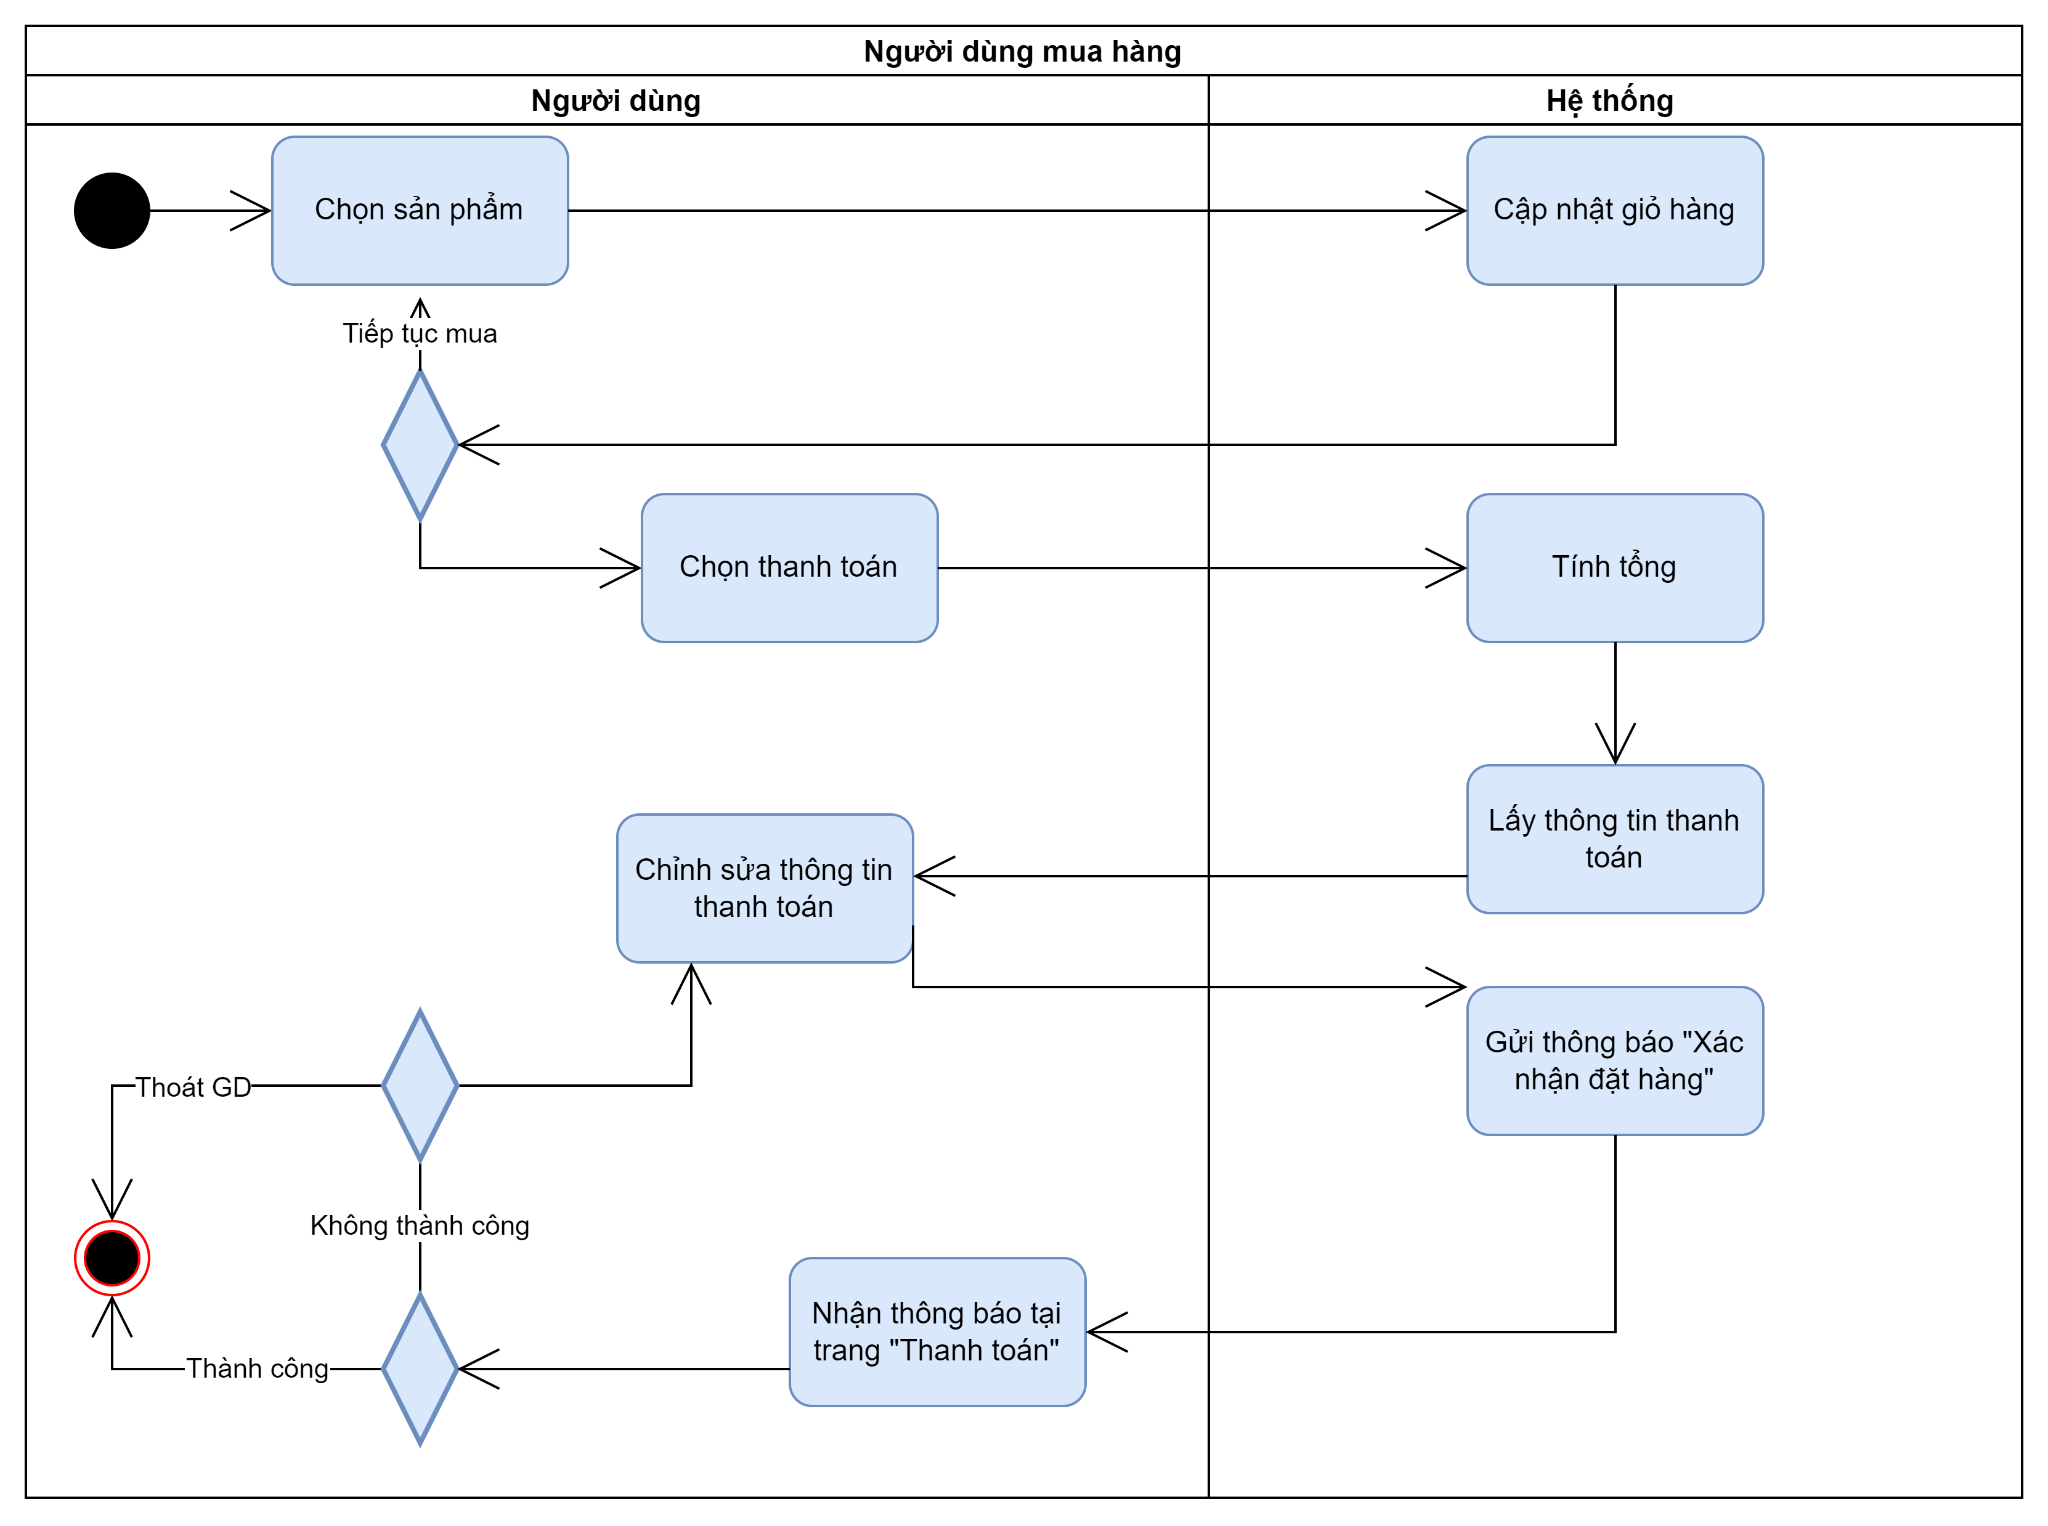 Người dùng mua hàng
Người dùng
Hệ thống
Chọn sản phẩm
Cập nhật giỏ hàng
Tiếp tục mua
Chọn thanh toán
Tính tổng
Lấy thông tin thanh
toán
Chỉnh sửa thông tin
thanh toán
Gửi thông báo "Xác
nhận đặt hàng"
Thoát GD
Không thành công
Nhận thông báo tại
trang "Thanh toán"
Thành công